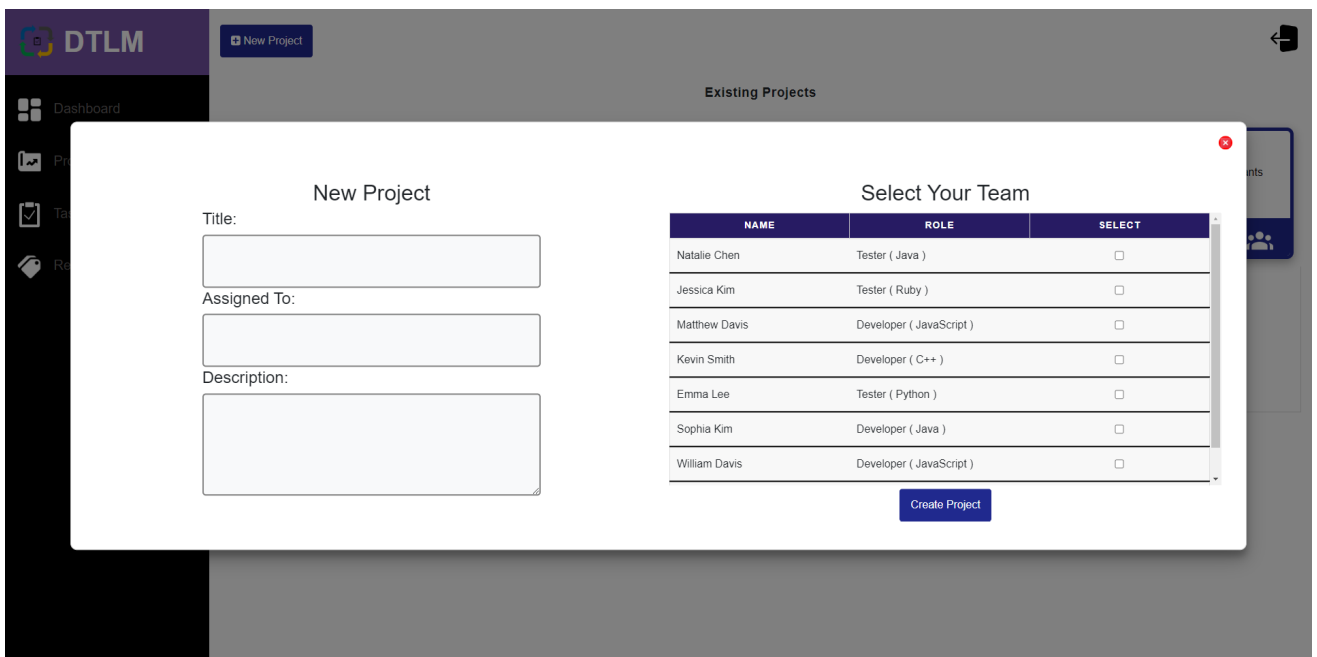 DTLM
New Project
Existing Projects
Dashboard
New Project
Title:
Assigned To:
Description:
Select Your Team
NAME ROLE SELECT
Natalie Chen Tester ( Java )
Jessica Kim Tester ( Ruby )
Matthew Davis Developer ( JavaScript )
Kevin Smith Developer ( C++ )
Emma Lee Tester ( Python )
Sophia Kim Developer ( Java )
William Davis Developer ( JavaScript )
Create Project